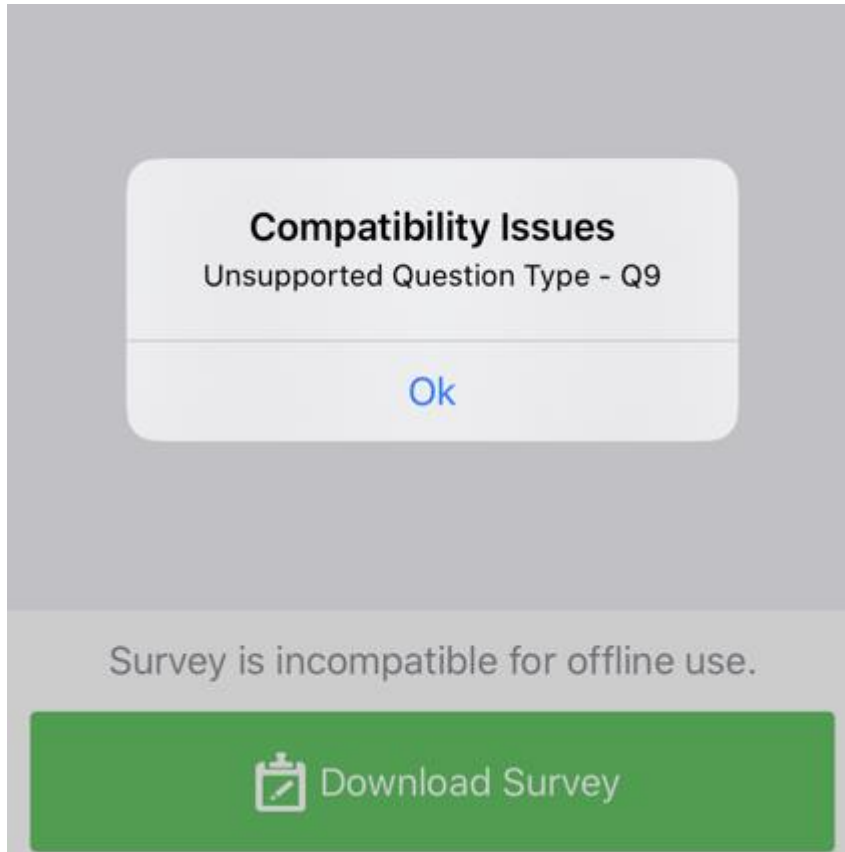 Compatibility Issues
Unsupported Question Type - Q9
Ok
Survey is incompatible for offline use.
Download Survey